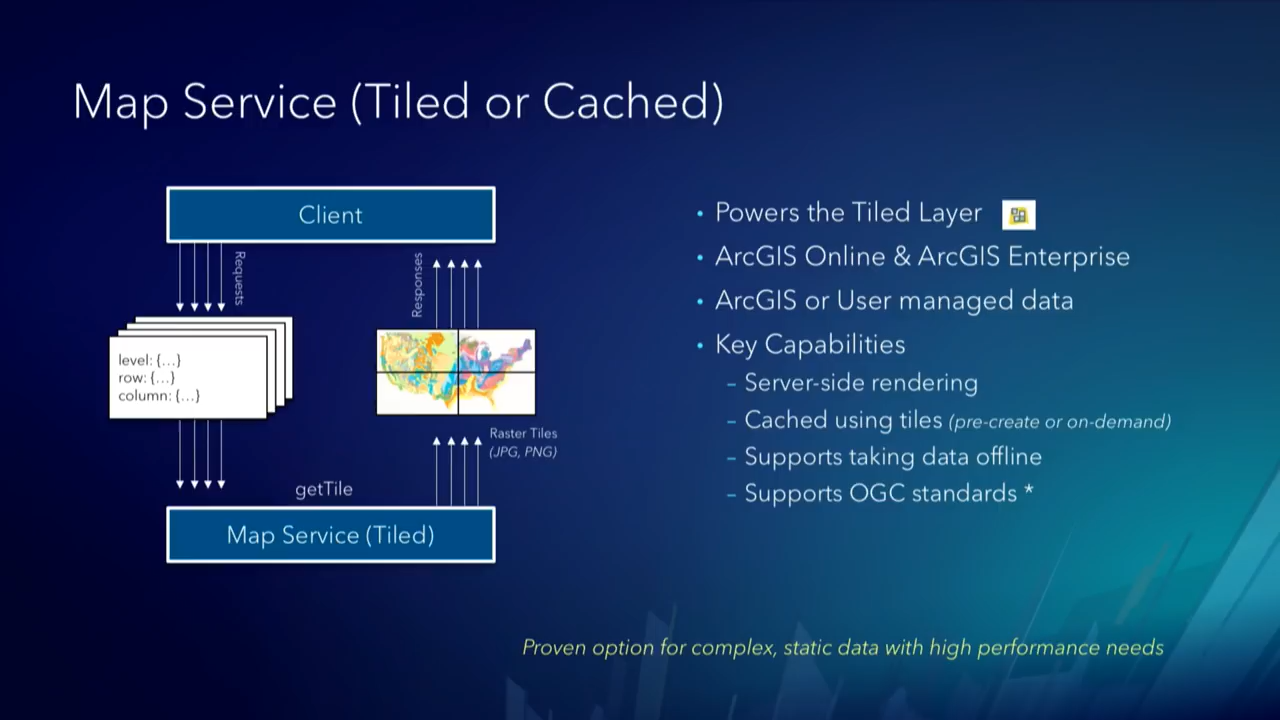 Map Service (Tiled or Cached)
Client
Requests
Responses
level: {...}
row: {...}
column: {...}
Raster Tiles
(JPG, PNG)
getTile
Map Service (Tiled)
• Powers the Tiled Layer
• ArcGIS Online & ArcGIS Enterprise
• ArcGIS or User managed data
• Key Capabilities
– Server-side rendering
– Cached using tiles (pre-create or on-demand)
– Supports taking data offline
– Supports OGC standards *
Proven option for complex, static data with high performance needs